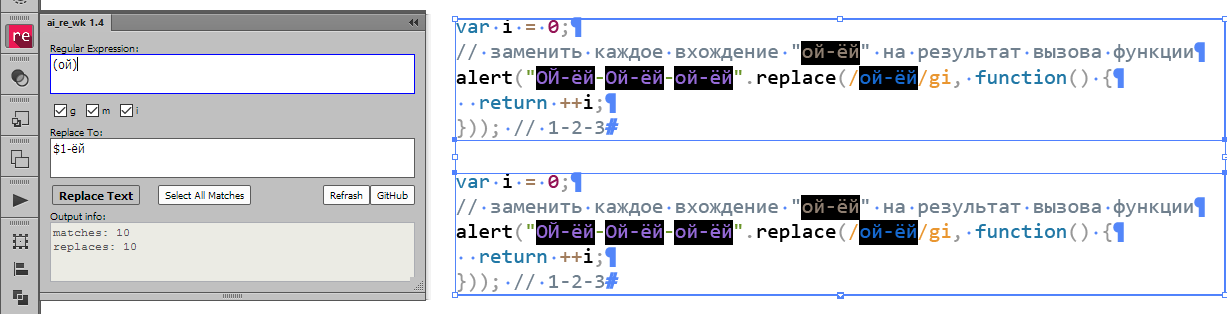 ai_re_wk 1.4
re
Regular Expression:
(ой)
g m i
Replace To:
$1-ёй
Replace Text Select All Matches Refrash GitHub
Output info:
matches: 10
replaces: 10
var i = 0;¶
// заменить каждое вхождение "ой-ёй" на результат вызова функции¶
alert("ОЙ-ёй-Ой-ёй-ой-ёй".replace(/ой-ёй/gi, function() {¶
return ++i;¶
})); // 1-2-3#
var i = 0;¶
// заменить каждое вхождение "ой-ёй" на результат вызова функции¶
alert("ОЙ-ёй-Ой-ёй-ой-ёй".replace(/ой-ёй/gi, function() {¶
return ++i;¶
})); // 1-2-3#